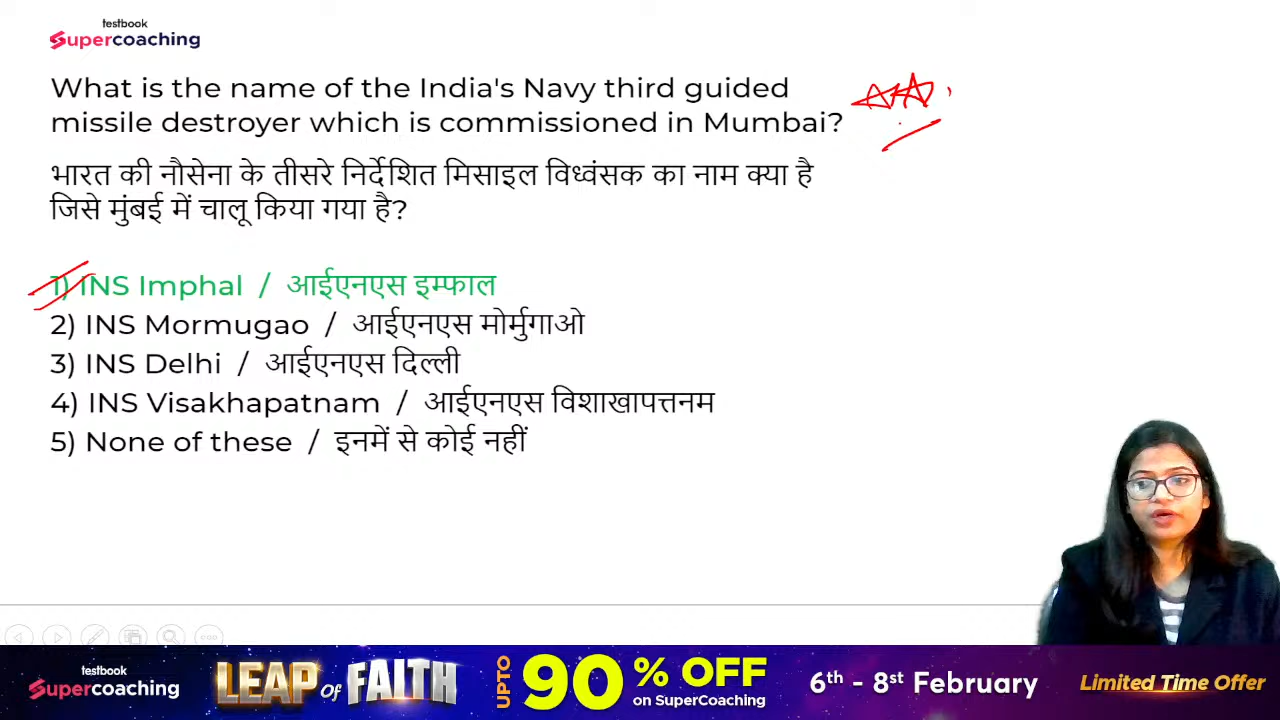 testbook
Supercoaching
What is the name of the India's Navy third guided
missile destroyer which is commissioned in Mumbai?
भारत की नौसेना के तीसरे निर्देशित मिसाइल विध्वंसक का नाम क्या है
जिसे मुंबई में चालू किया गया है?
1) INS Imphal / आईएनएस इम्फाल
2) INS Mormugao / आईएनएस मोर्मुगाओ
3) INS Delhi / आईएनएस दिल्ली
4) INS Visakhapatnam / आईएनएस विशाखापत्तनम
5) None of these / इनमें से कोई नहीं
testbook
Supercoaching
LEAP Of FAITH
UPTO 90% OFF
on SuperCoaching
6th - 8st February
Limited Time Offer